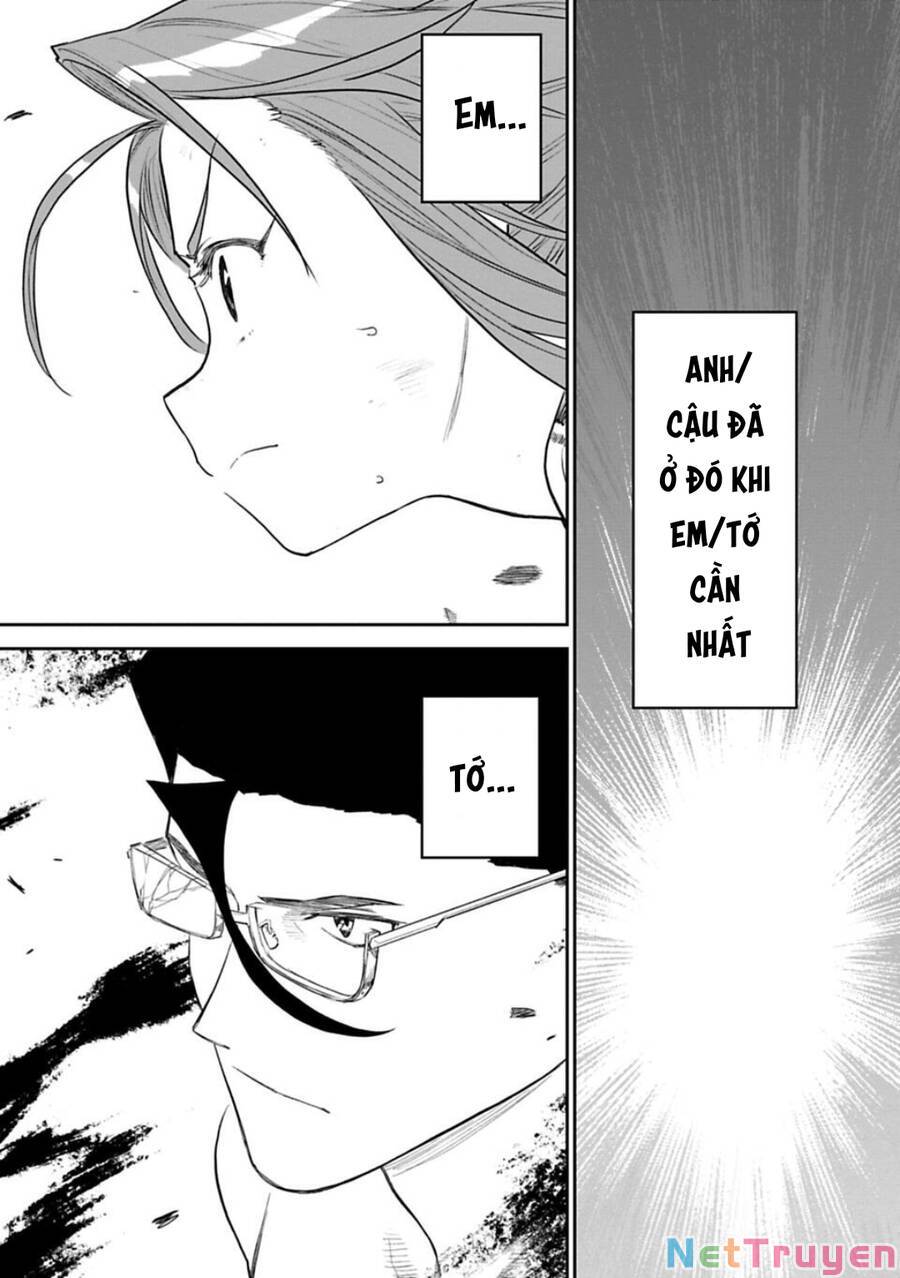 ANH/
CẬU ĐÃ
Ở ĐÓ KHI
EM/TỚ
CẦN
NHẤT
EM...
TỚ...
NetTruyen